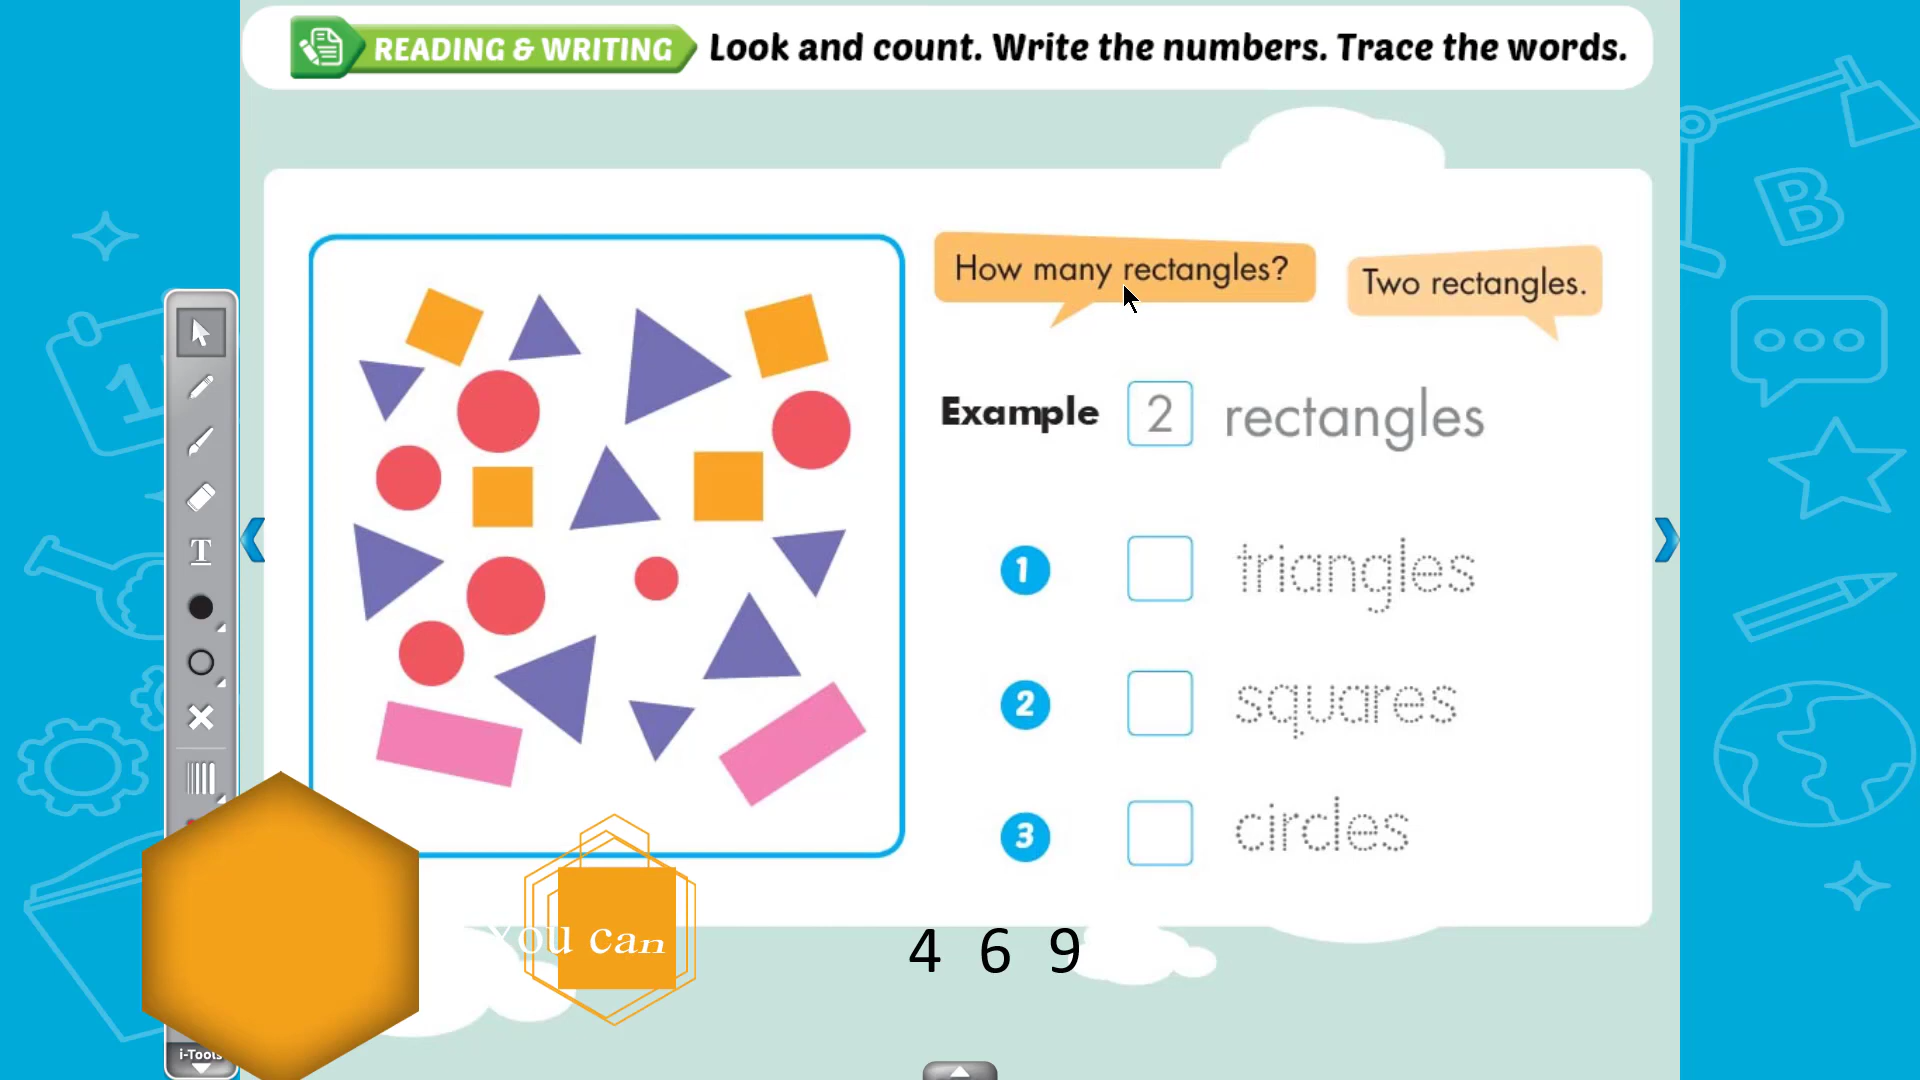 READING & WRITING Look and count. Write the numbers. Trace the words.
How many rectangles?
Two rectangles.
Example 2 rectangles
1 triangles
2 squares
3 circles
You can
4 6 9
T
i-Tools
1
B